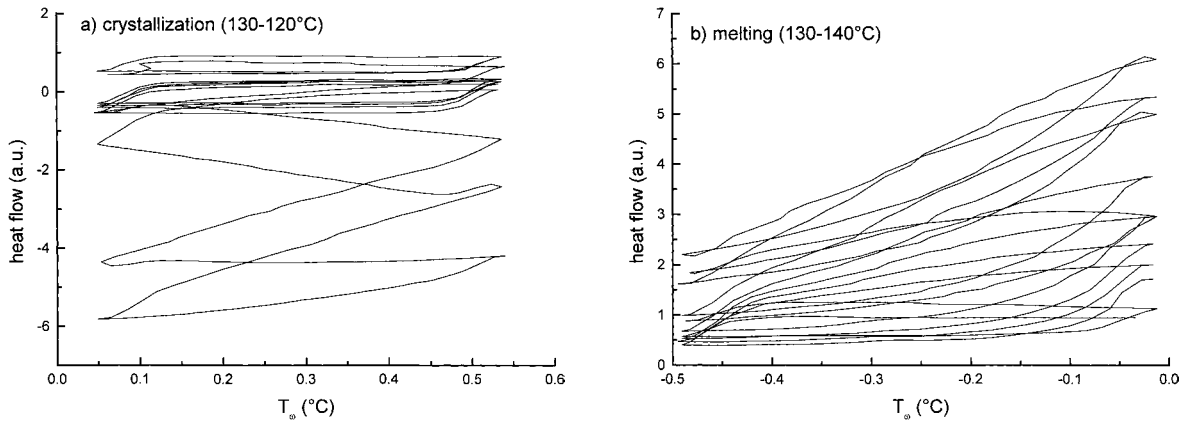 a) crystallization (130-120°C)
heat flow (a.u.)
2
0
-2
-4
-6
0.0 0.1 0.2 0.3 0.4 0.5 0.6
T_ω (°C)
b) melting (130-140°C)
heat flow (a.u.)
7
6
5
4
3
2
1
0
-0.5 -0.4 -0.3 -0.2 -0.1 0.0
T_ω (°C)